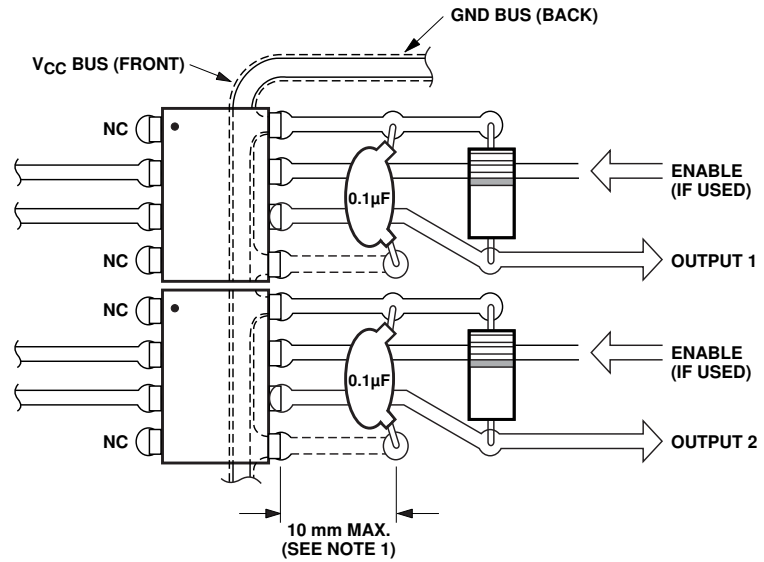 GND BUS (BACK)
VCC BUS (FRONT)
NC
0.1µF
ENABLE
(IF USED)
NC
OUTPUT 1
NC
0.1µF
ENABLE
(IF USED)
NC
OUTPUT 2
10 mm MAX.
(SEE NOTE 1)